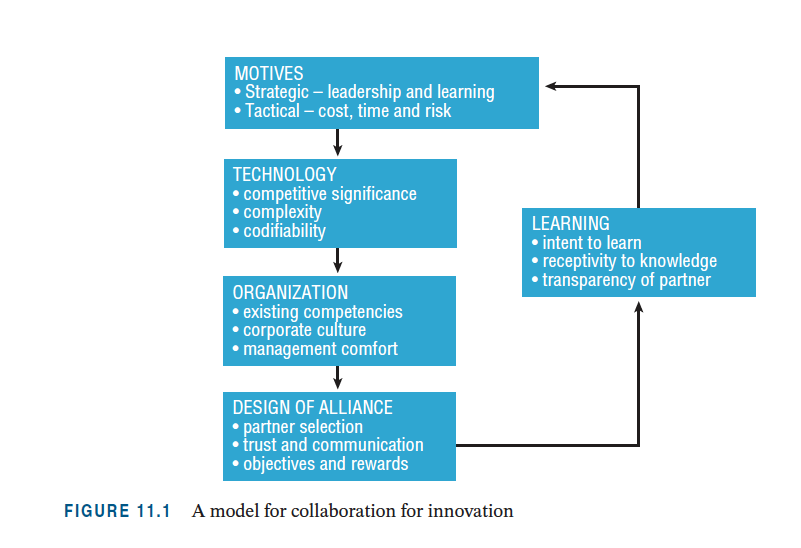 MOTIVES
• Strategic – leadership and learning
• Tactical – cost, time and risk
TECHNOLOGY
• competitive significance
• complexity
• codifiability
ORGANIZATION
• existing competencies
• corporate culture
• management comfort
DESIGN OF ALLIANCE
• partner selection
• trust and communication
• objectives and rewards
LEARNING
• intent to learn
• receptivity to knowledge
• transparency of partner
FIGURE 11.1 A model for collaboration for innovation